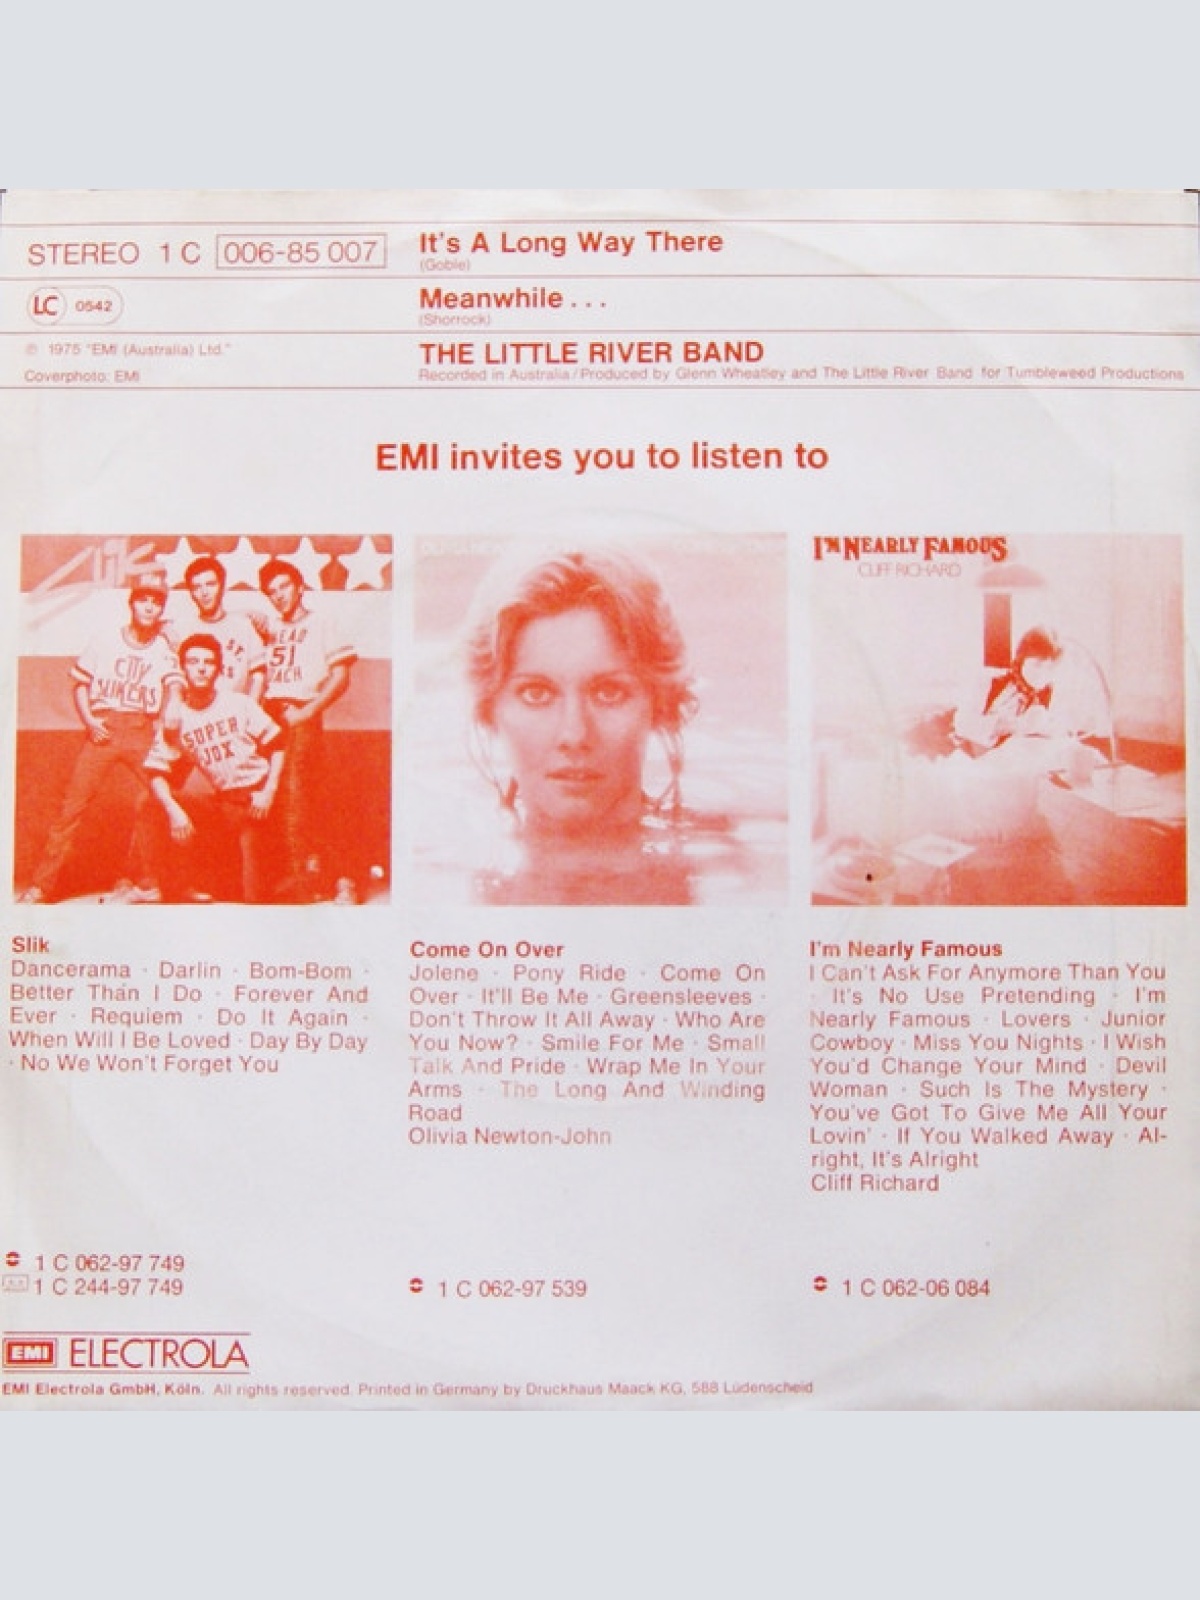 STEREO 1 C 006-85 007
It's A Long Way There
(Goble)
LC 0542
Meanwhile . . .
(Shorrock)
℗ 1975 "EMI (Australia) Ltd."
Coverphoto: EMI
THE LITTLE RIVER BAND
Recorded in Australia/Produced by Glenn Wheatley and The Little River Band for Tumbleweed Productions
EMI invites you to listen to
Slik
CITY
SLIKERS
SUPER
JOX
HEAD
51
I'M NEARLY FAMOUS
CLIFF RICHARD
Slik
Dancerama · Darlin · Bom-Bom ·
Better Than I Do · Forever And
Ever · Requiem · Do It Again ·
When Will I Be Loved · Day By Day
· No We Won't Forget You
Come On Over
Jolene · Pony Ride · Come On
Over · It'll Be Me · Greensleeves ·
Don't Throw It All Away · Who Are
You Now? · Smile For Me · Small
Talk And Pride · Wrap Me In Your
Arms · The Long And Winding
Road
Olivia Newton-John
I'm Nearly Famous
I Can't Ask For Anymore Than You
· It's No Use Pretending · I'm
Nearly Famous · Lovers · Junior
Cowboy · Miss You Nights · I Wish
You'd Change Your Mind · Devil
Woman · Such Is The Mystery ·
You've Got To Give Me All Your
Lovin' · If You Walked Away · Al-
right, It's Alright
Cliff Richard
1 C 062-97 749
1 C 244-97 749
1 C 062-97 539
1 C 062-06 084
EMI ELECTROLA
EMI Electrola GmbH, Köln. All rights reserved. Printed in Germany by Druckhaus Maack KG, 588 Lüdenscheid